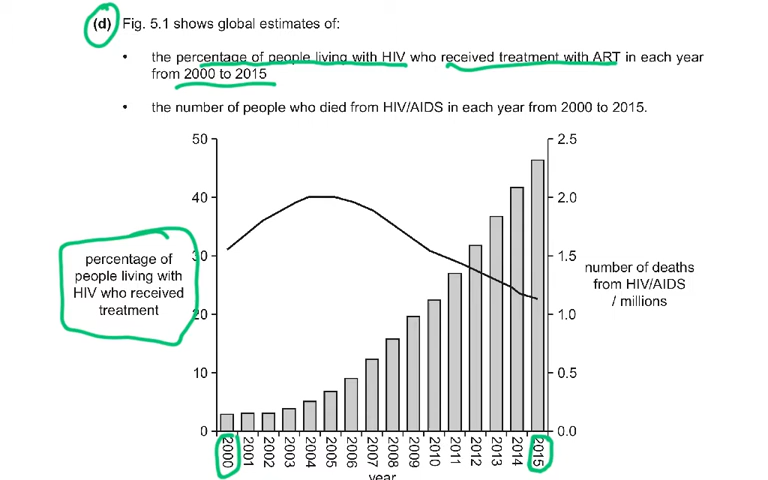 (d) Fig. 5.1 shows global estimates of:
• the percentage of people living with HIV who received treatment with ART in each year
from 2000 to 2015
• the number of people who died from HIV/AIDS in each year from 2000 to 2015.
50
40
30
20
10
0
percentage of
people living with
HIV who received
treatment
2.5
2.0
1.5
1.0
0.5
0.0
number of deaths
from HIV/AIDS
/ millions
2000 2001 2002 2003 2004 2005 2006 2007 2008 2009 2010 2011 2012 2013 2014 2015
year